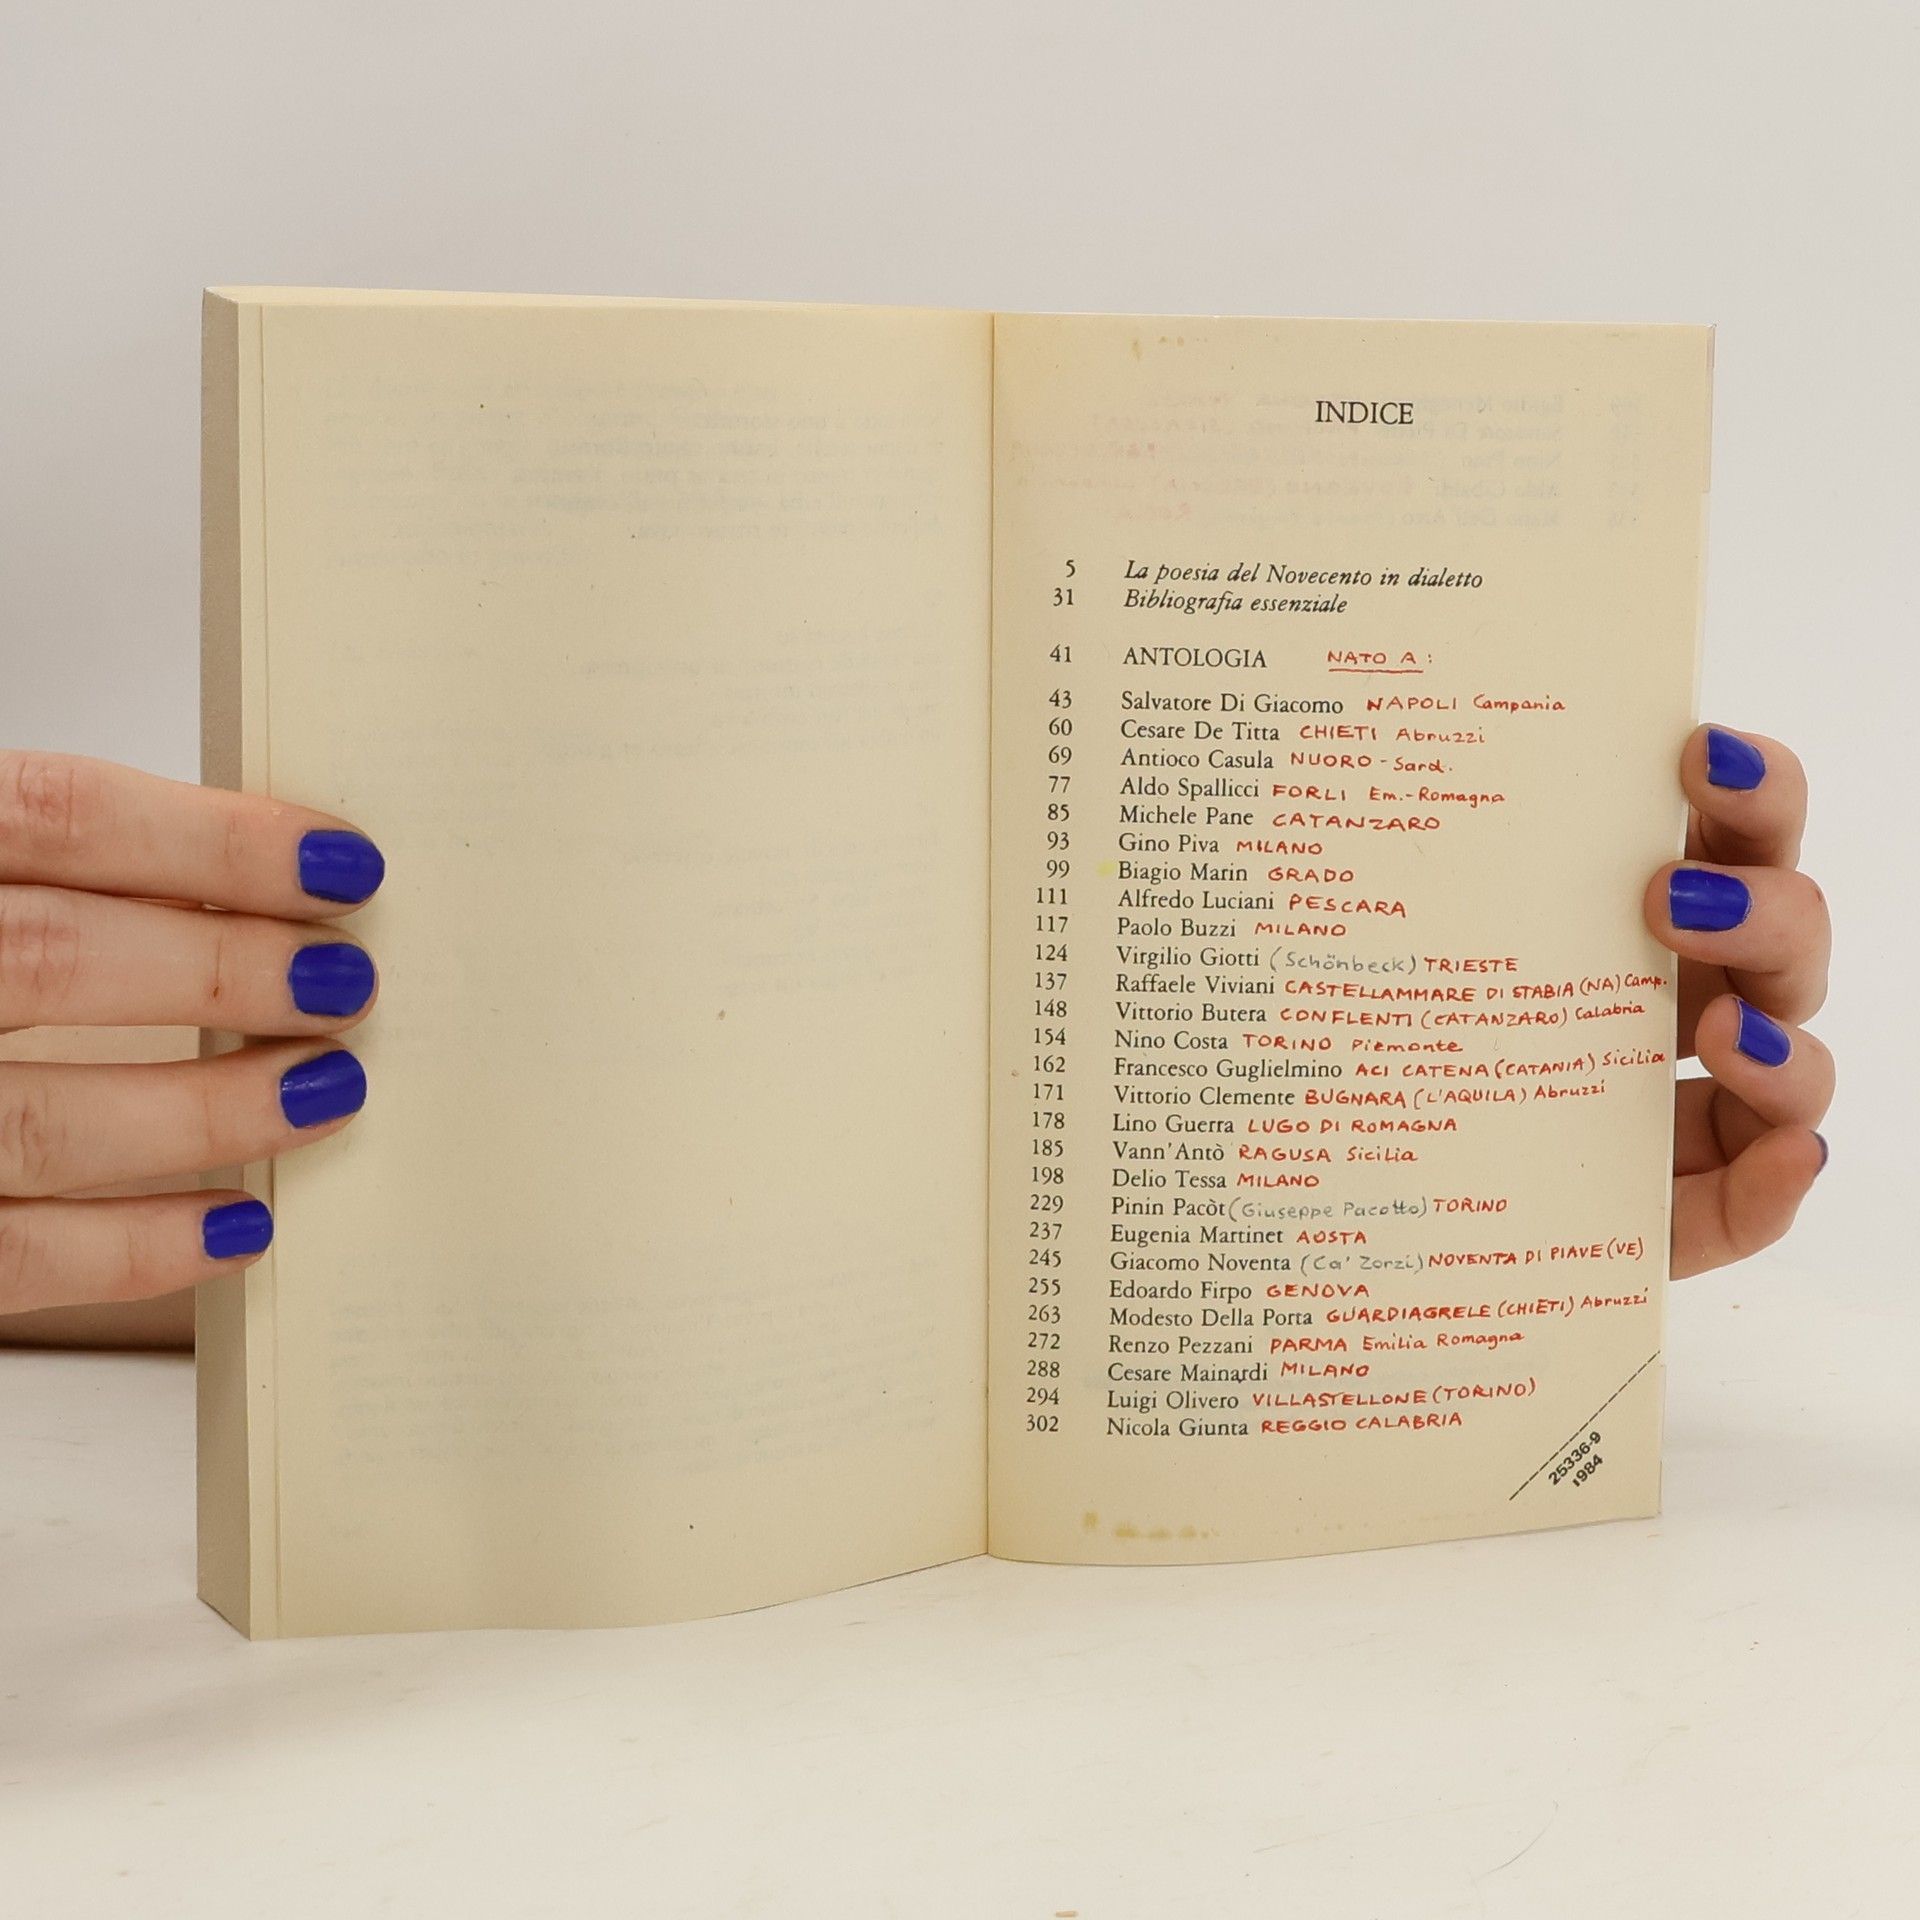 INDICE
5 La poesia del Novecento in dialetto
31 Bibliografia essenziale
41 ANTOLOGIA NATO A:
43 Salvatore Di Giacomo NAPOLI Campania
60 Cesare De Titta CHIETI Abruzzi
69 Antioco Casula NUORO - Sard.
77 Aldo Spallicci FORLI Em.-Romagna
85 Michele Pane CATANZARO
93 Gino Piva MILANO
99 Biagio Marin GRADO
111 Alfredo Luciani PESCARA
117 Paolo Buzzi MILANO
124 Virgilio Giotti (Schönbeck) TRIESTE
137 Raffaele Viviani CASTELLAMMARE DI STABIA (NA) Camp.
148 Vittorio Butera CONFLENTI (CATANZARO) Calabria
154 Nino Costa TORINO Piemonte
162 Francesco Guglielmino ACI CATENA (CATANIA) Sicilia
171 Vittorio Clemente BUGNARA (L'AQUILA) Abruzzi
178 Lino Guerra LUGO DI ROMAGNA
185 Vann'Antò RAGUSA Sicilia
198 Delio Tessa MILANO
229 Pinin Pacòt (Giuseppe Pacotto) TORINO
237 Eugenia Martinet AOSTA
245 Giacomo Noventa (Ca' Zorzi) NOVENTA DI PIAVE (VE)
255 Edoardo Firpo GENOVA
263 Modesto Della Porta GUARDIAGRELE (CHIETI) Abruzzi
272 Renzo Pezzani PARMA Emilia Romagna
288 Cesare Mainardi MILANO
294 Luigi Olivero VILLASTELLONE (TORINO)
302 Nicola Giunta REGGIO CALABRIA
25336-9
1984